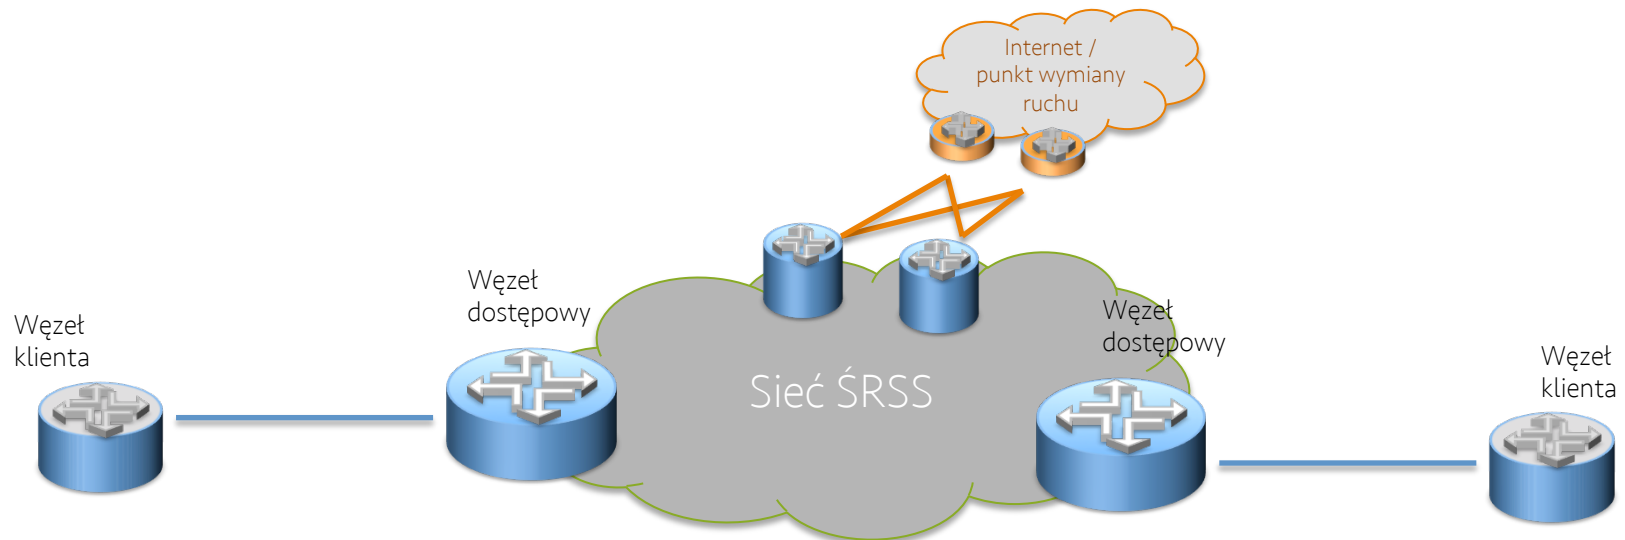 Internet /
punkt wymiany
ruchu
Węzeł
dostępowy
Węzeł
klienta
Sieć ŚRSS
Węzeł
dostępowy
Węzeł
klienta